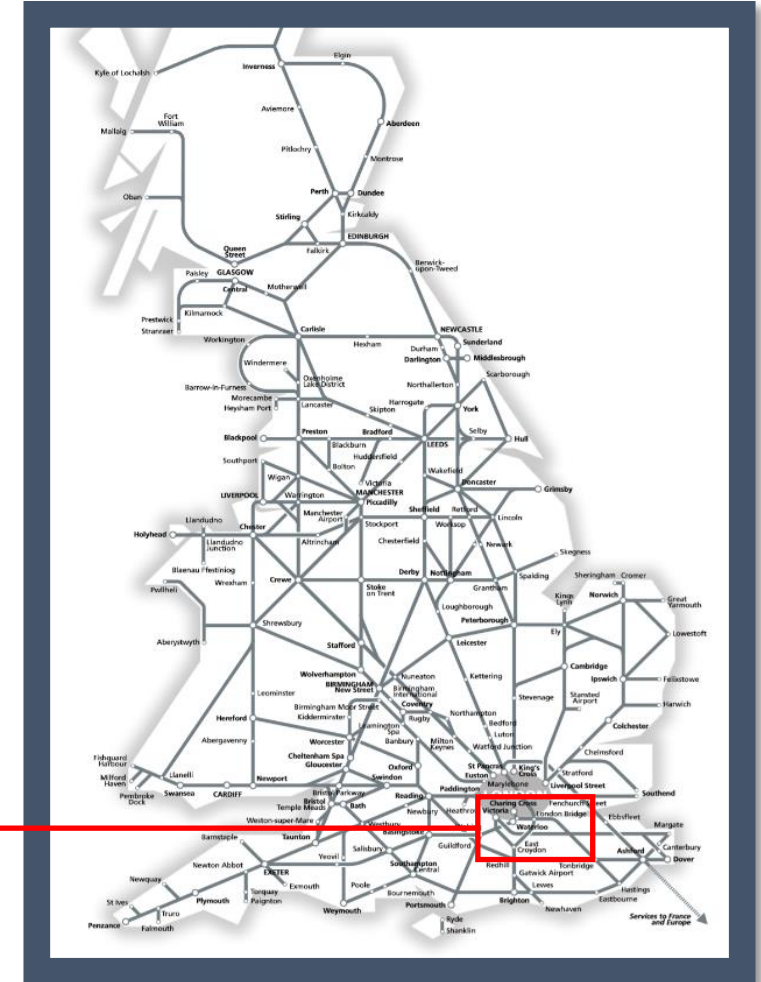 Elgin
Inverness
Kyle of Lochalsh
Aviemore
Fort
William
Aberdeen
Mallaig
Pitlochry
Montrose
Perth
Dundee
Oban
Kirkcaldy
Stirling
EDINBURGH
Queen
Street
Falkirk
Berwick-
upon-Tweed
Paisley
GLASGOW
Central
Motherwell
Kilmarnock
Prestwick
Stranraer
Carlisle
NEWCASTLE
Workington
Hexham
Sunderland
Durham
Darlington
Middlesbrough
Windermere
Scarborough
Oxenholme
Lake District
Barrow-in-Furness
Northallerton
Morecambe
Heysham Port
Lancaster
Harrogate
York
Skipton
Blackpool
Preston
Bradford
Selby
Hull
Blackburn
LEEDS
Huddersfield
Southport
Bolton
Wakefield
Wigan
Victoria
MANCHESTER
Piccadilly
Doncaster
Grimsby
LIVERPOOL
Warrington
Manchester
Airport
Sheffield
Retford
Lincoln
Llandudno
Stockport
Worksop
Holyhead
Chester
Llandudno
Junction
Altrincham
Chesterfield
Newark
Skegness
Blaenau Ffestiniog
Crewe
Derby
Nottingham
Spalding
Sheringham
Cromer
Pwllheli
Wrexham
Stoke
on Trent
Grantham
Kings
Lynn
Norwich
Great
Yarmouth
Loughborough
Shrewsbury
Peterborough
Ely
Lowestoft
Aberystwyth
Stafford
Leicester
Cambridge
Wolverhampton
Nuneaton
Kettering
Ipswich
Felixstowe
BIRMINGHAM
New Street
Birmingham
International
Leominster
Stevenage
Stansted
Airport
Harwich
Birmingham Moor Street
Coventry
Kidderminster
Rugby
Northampton
Hereford
Leamington
Spa
Bedford
Colchester
Abergavenny
Worcester
Banbury
Milton
Keynes
Luton
Watford Junction
Chelmsford
Cheltenham Spa
Gloucester
Oxford
St Pancras
Euston
King's
Cross
Stratford
Fishguard
Harbour
Milford
Haven
Llanelli
Swindon
Marylebone
Liverpool Street
Pembroke
Dock
Swansea
CARDIFF
Newport
Bristol Parkway
Reading
Paddington
Southend
Bristol
Temple Meads
Bath
Newbury
Heathrow
Charing Cross
Fenchurch Street
Victoria
London Bridge
Ebbsfleet
Weston-super-Mare
Westbury
Basingstoke
Waterloo
Margate
Barnstaple
Taunton
Guildford
East
Croydon
Canterbury
Salisbury
Ashford
Dover
Yeovil
Redhill
Tonbridge
Newton Abbot
EXETER
Southampton
Central
Gatwick Airport
Newquay
Exmouth
Poole
Lewes
Hastings
Torquay
Paignton
Bournemouth
Eastbourne
St Ives
Plymouth
Weymouth
Portsmouth
Brighton
Newhaven
Truro
Penzance
Falmouth
Ryde
Shanklin
Services to France
and Europe